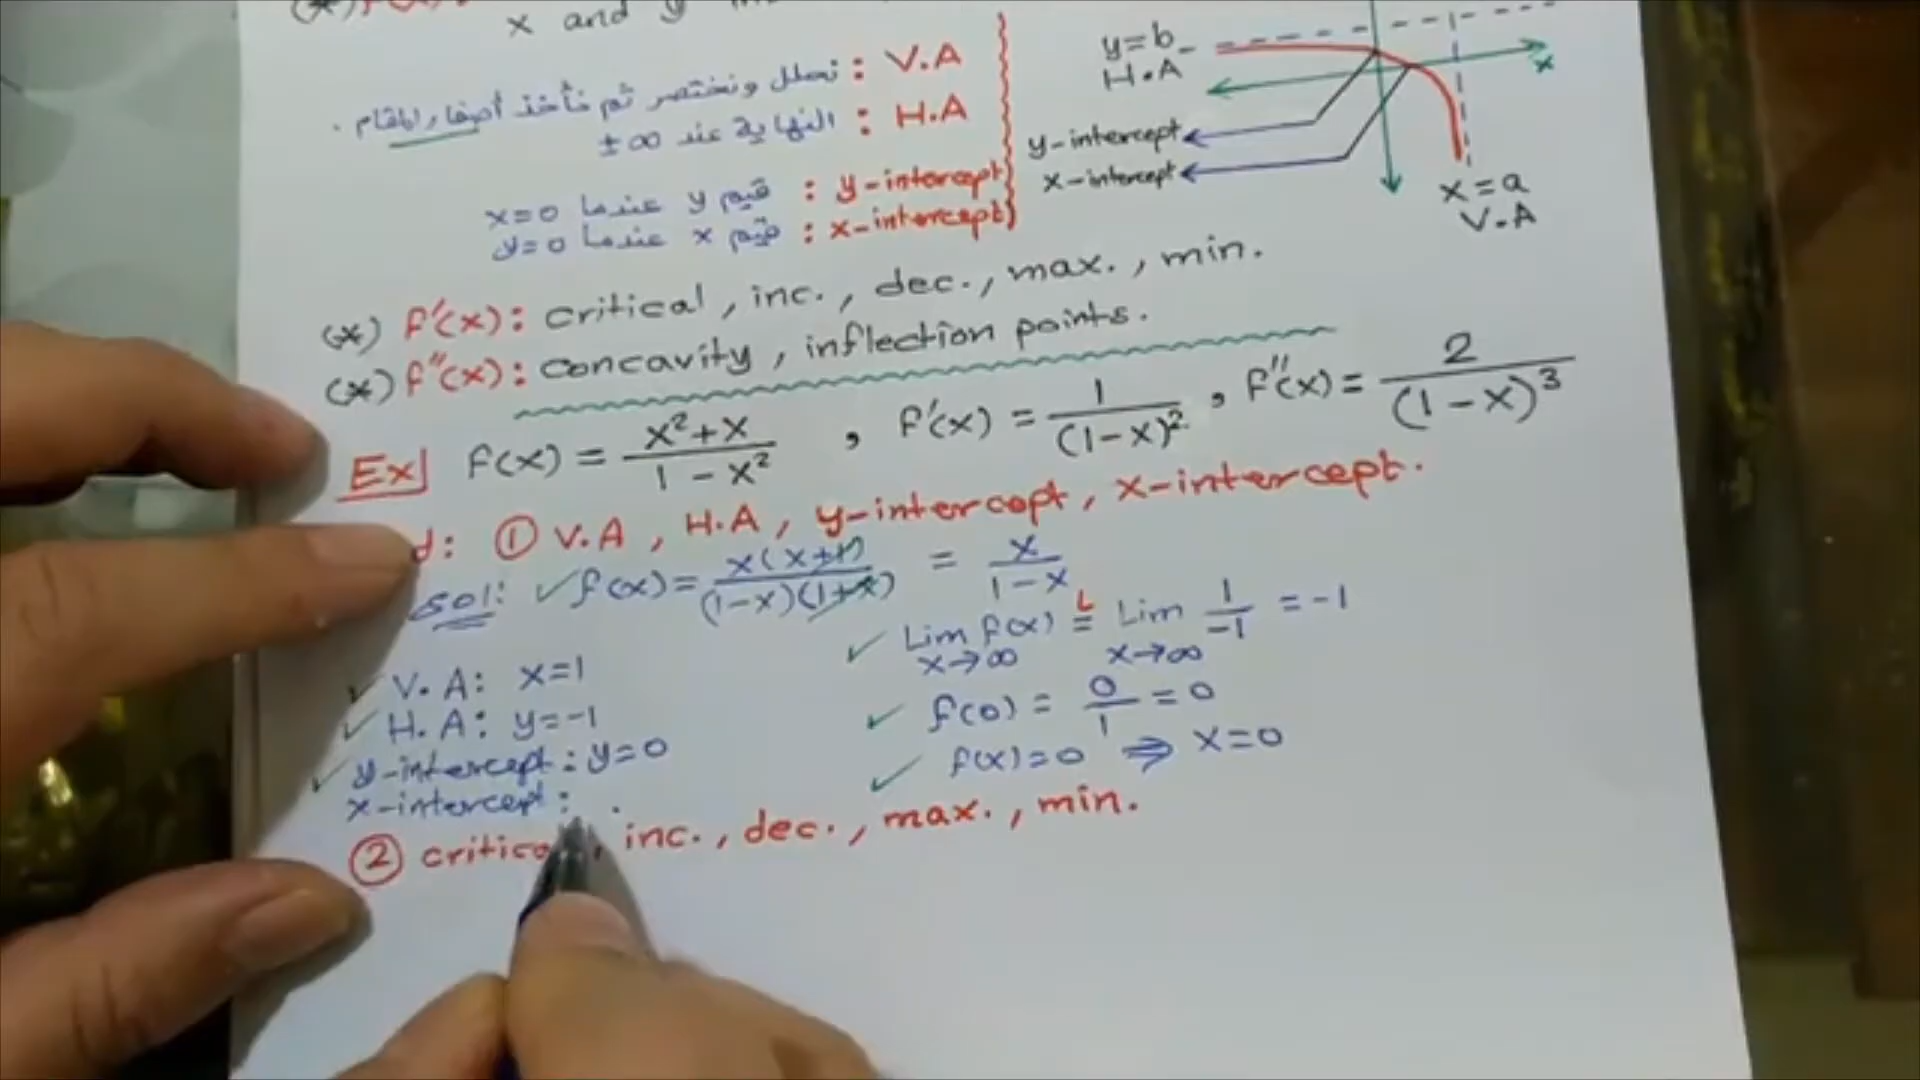 x and y
V.A : نحلل ونختصر ثم نأخذ أصفار المقام .
H.A : النهاية عند ±∞
y-intercept : قيم y عندما x=0
x-intercept : قيم x عندما y=0
y=b
H.A
x
y-intercept
x-intercept
x=a
V.A
(*) f'(x): critical, inc., dec., max., min.
(*) f''(x): concavity, inflection points.
Ex] f(x) = (x²+x)/(1-x²) , f'(x) = 1/(1-x)² , f''(x) = 2/(1-x)³
d: ① V.A, H.A, y-intercept, x-intercept.
sol: ✓ f(x) = x(x+1)/(1-x)(1+x) = x/(1-x)
✓ Lim x→∞ f(x) L= Lim x→∞ 1/-1 = -1
✓ V.A: x=1
✓ H.A: y=-1
✓ f(0) = 0/1 = 0
✓ y-intercept: y=0
✓ f(x)=0 ⇒ x=0
x-intercept:
② critica , inc., dec., max., min.